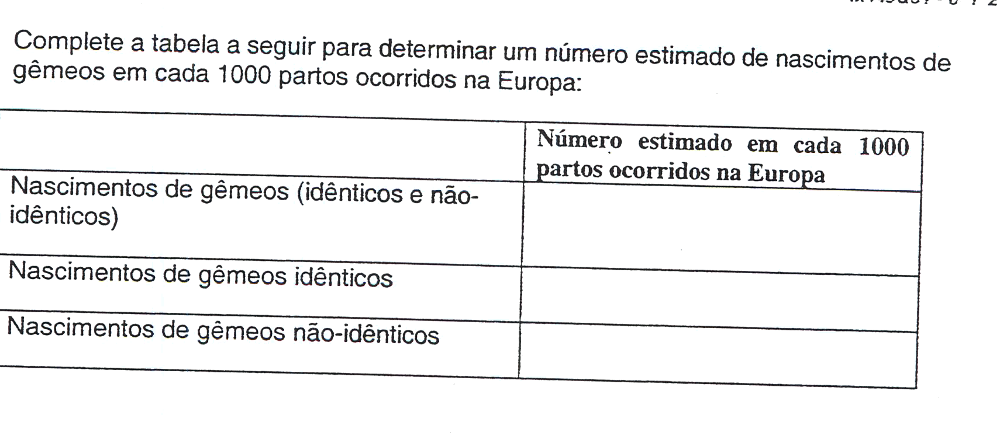 Complete a tabela a seguir para determinar um número estimado de nascimentos de
gêmeos em cada 1000 partos ocorridos na Europa:
Número estimado em cada 1000
partos ocorridos na Europa
Nascimentos de gêmeos (idênticos e não-
idênticos)
Nascimentos de gêmeos idênticos
Nascimentos de gêmeos não-idênticos